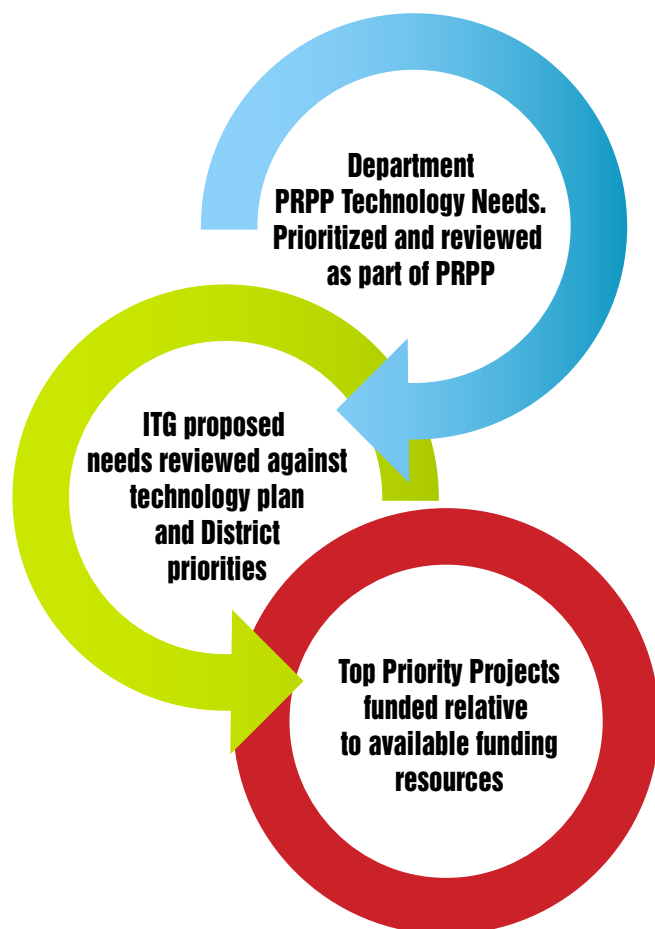 Department
PRPP Technology Needs.
Prioritized and reviewed
as part of PRPP
ITG proposed
needs reviewed against
technology plan
and District
priorities
Top Priority Projects
funded relative
to available funding
resources